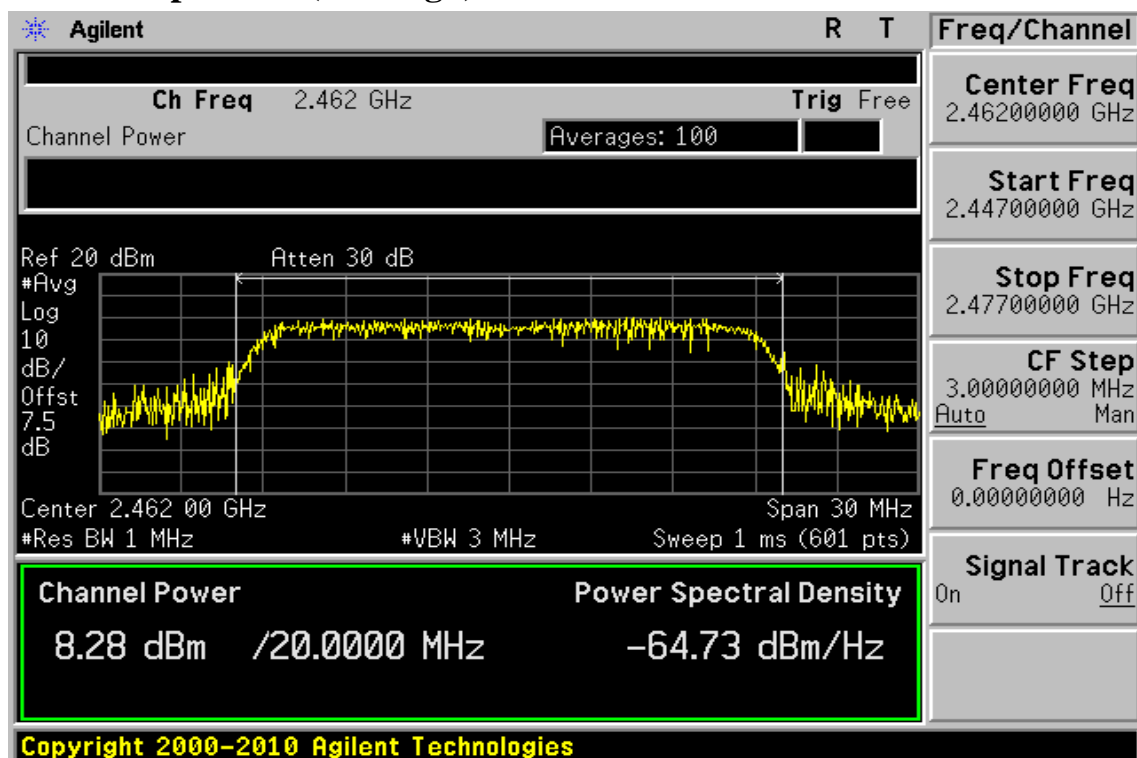 Agilent R T Freq/Channel
Ch Freq 2.462 GHz Trig Free
Channel Power Averages: 100
Center Freq
2.46200000 GHz
Start Freq
2.44700000 GHz
Stop Freq
2.47700000 GHz
CF Step
3.00000000 MHz
Auto Man
Freq Offset
0.00000000 Hz
Signal Track
On Off
Ref 20 dBm Atten 30 dB
#Avg
Log
10
dB/
Offst
7.5
dB
Center 2.462 00 GHz Span 30 MHz
#Res BW 1 MHz #VBW 3 MHz Sweep 1 ms (601 pts)
Channel Power Power Spectral Density
8.28 dBm /20.0000 MHz -64.73 dBm/Hz
Copyright 2000-2010 Agilent Technologies